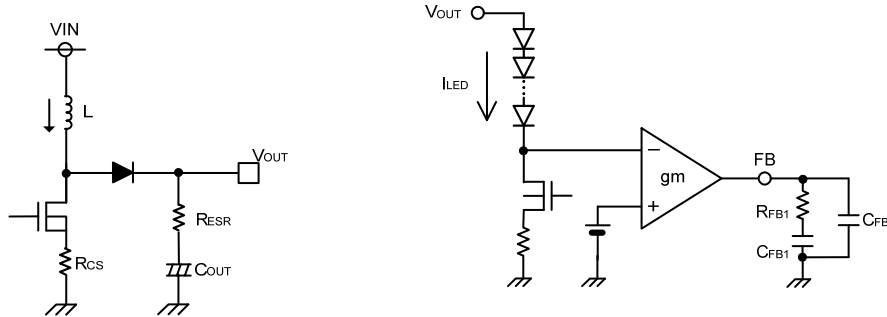 VIN
L
VOUT
RESR
RCS
COUT
VOUT
ILED
−
gm
+
FB
RFB1
CFB1
CFB